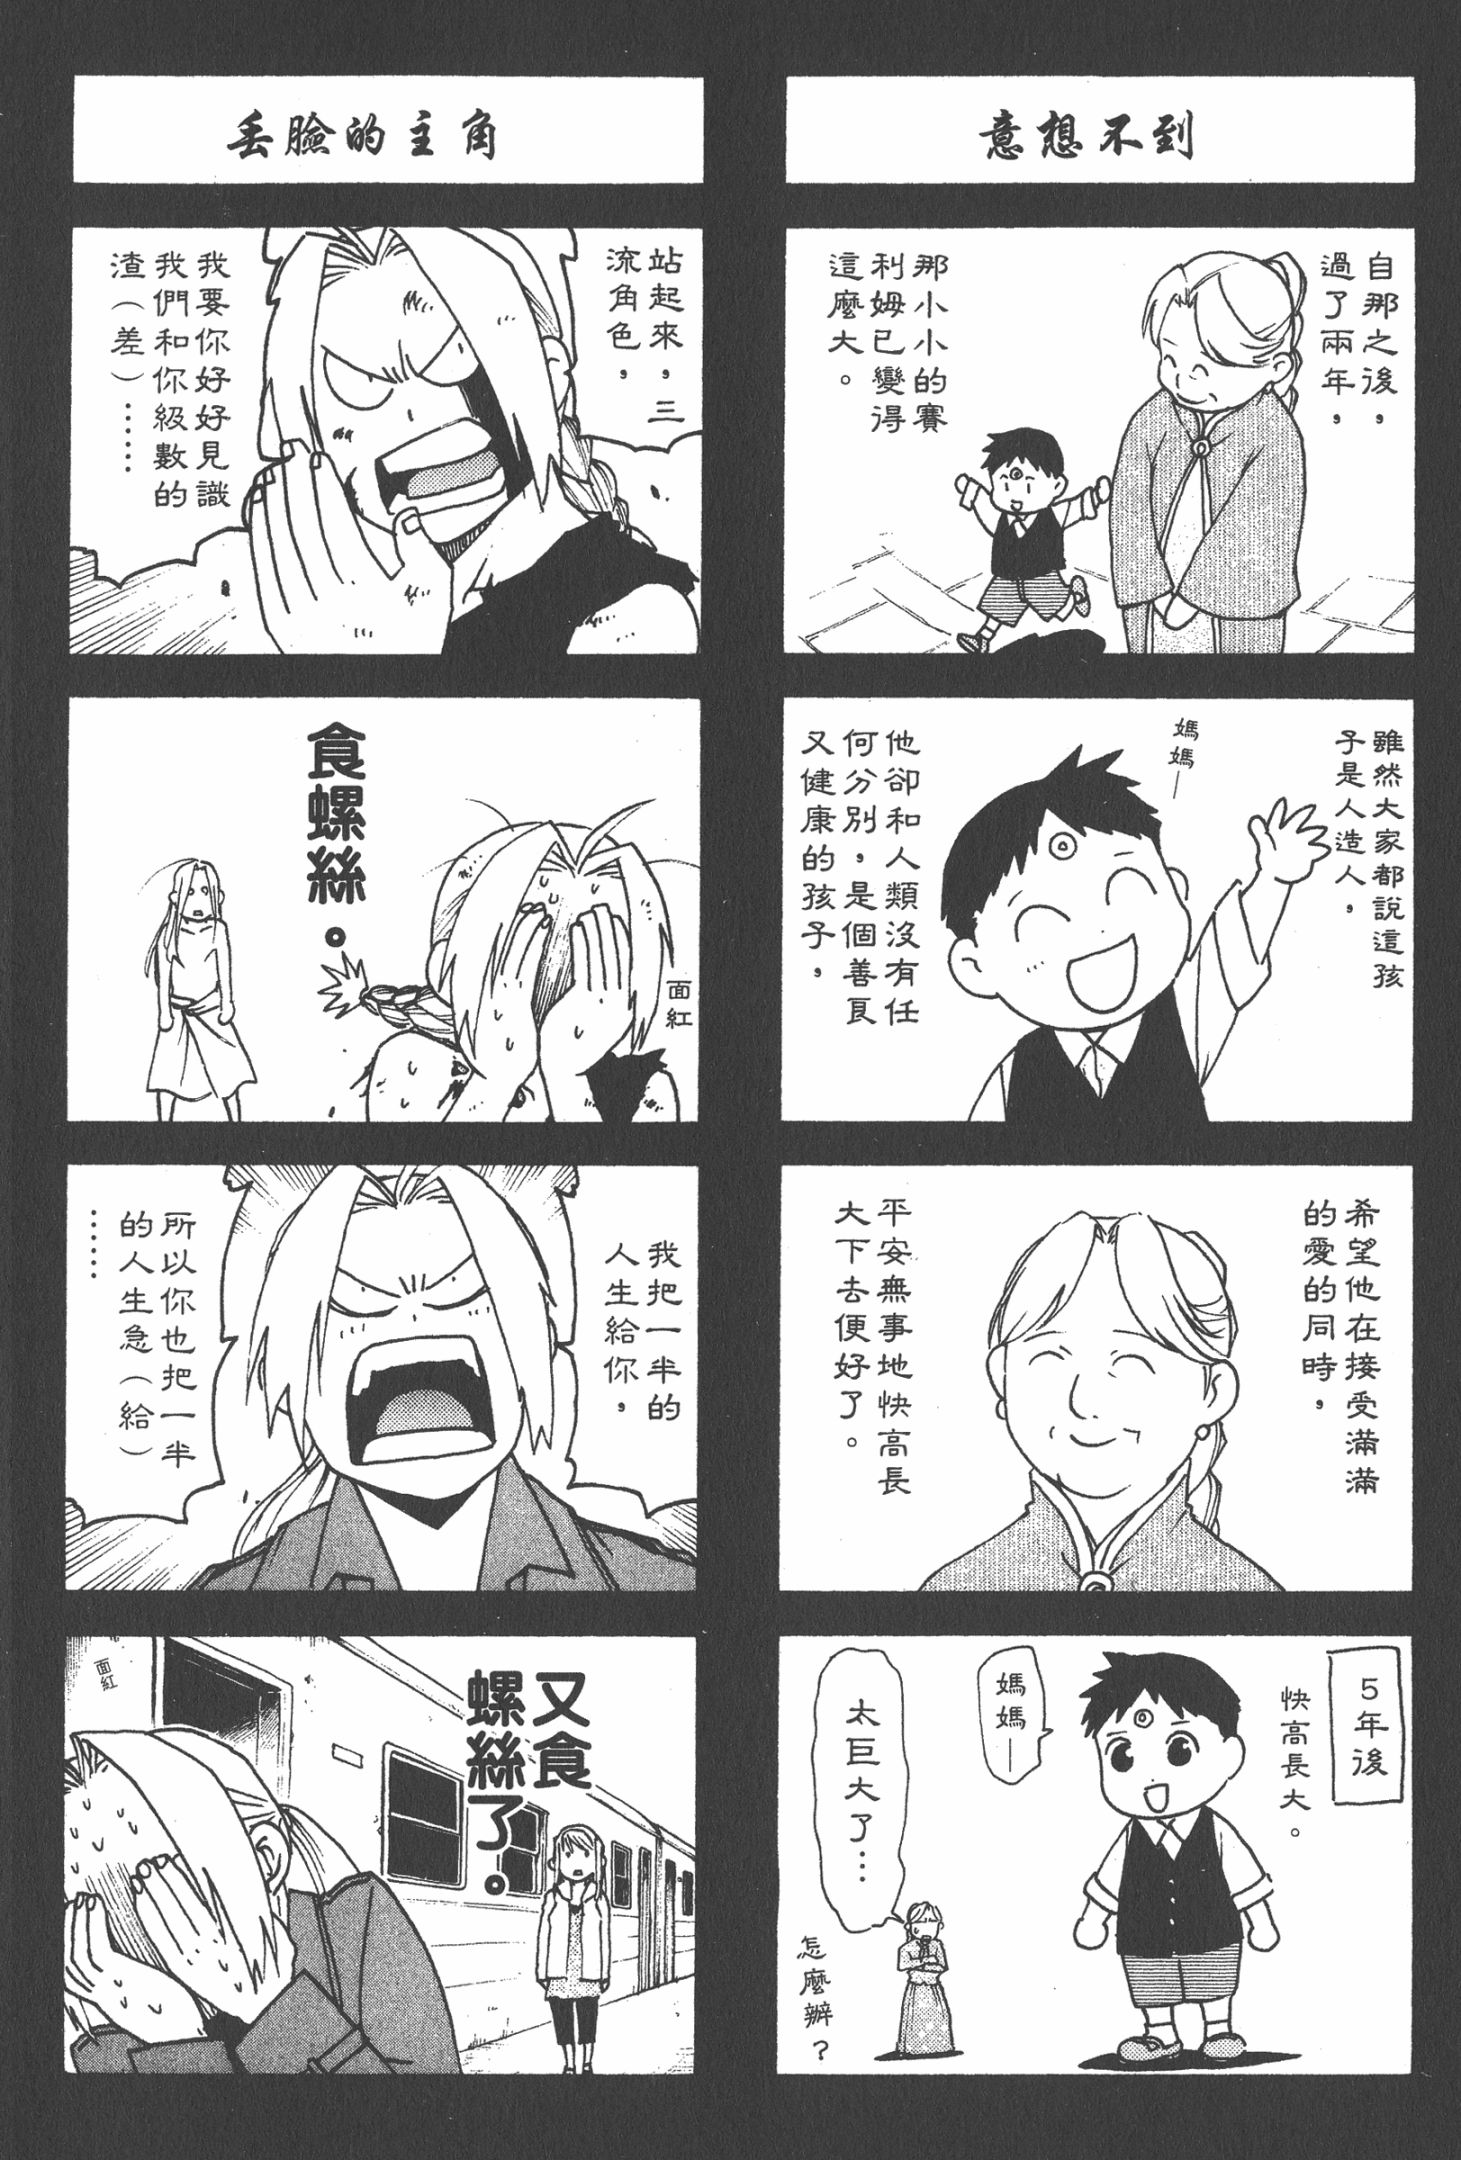 意想不到
自那之後，
過了兩年，
那小小的賽
利姆已變得
這麼大。
雖然大家都說這孩
子是人造人，
媽媽—
他卻和人類沒有任
何分別，是個善良
又健康的孩子，
希望他在接受滿滿
的愛的同時，
平安無事地快高長
大下去便好了。
5年後
快高長大。
媽媽—
太巨大了…
怎麼辦？
丟臉的主角
站起來，三
流角色，
我要你好好見識
我們和你級數的
渣（差）……
食螺絲。
面紅
我把一半的
人生給你，
所以你也把一半
的人生急（給）
……
又食
螺絲了。
面紅